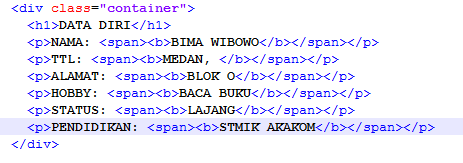 <div class="container">
<h1>DATA DIRI</h1>
<p>NAMA: <span><b>BIMA WIBOWO</b></span></p>
<p>TTL: <span><b>MEDAN, </b></span></p>
<p>ALAMAT: <span><b>BLOK O</b></span></p>
<p>HOBBY: <span><b>BACA BUKU</b></span></p>
<p>STATUS: <span><b>LAJANG</b></span></p>
<p>PENDIDIKAN: <span><b>STMIK AKAKOM</b></span></p>
</div>